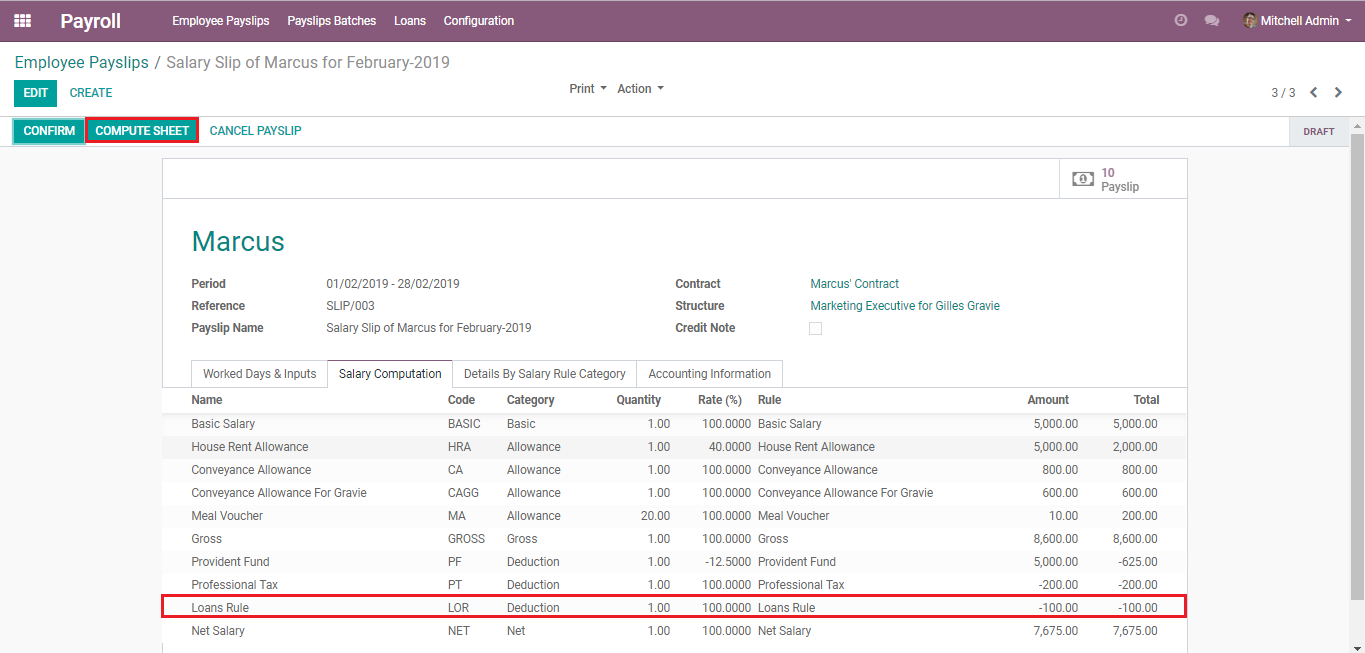 Payroll Employee Payslips Payslips Batches Loans Configuration Mitchell Admin
Employee Payslips / Salary Slip of Marcus for February-2019
EDIT CREATE Print Action 3 / 3
CONFIRM COMPUTE SHEET CANCEL PAYSLIP DRAFT
10
Payslip
Marcus
Period 01/02/2019 - 28/02/2019 Contract Marcus' Contract
Reference SLIP/003 Structure Marketing Executive for Gilles Gravie
Payslip Name Salary Slip of Marcus for February-2019 Credit Note
Worked Days & Inputs Salary Computation Details By Salary Rule Category Accounting Information
Name Code Category Quantity Rate (%) Rule Amount Total
Basic Salary BASIC Basic 1.00 100.0000 Basic Salary 5,000.00 5,000.00
House Rent Allowance HRA Allowance 1.00 40.0000 House Rent Allowance 5,000.00 2,000.00
Conveyance Allowance CA Allowance 1.00 100.0000 Conveyance Allowance 800.00 800.00
Conveyance Allowance For Gravie CAGG Allowance 1.00 100.0000 Conveyance Allowance For Gravie 600.00 600.00
Meal Voucher MA Allowance 20.00 100.0000 Meal Voucher 10.00 200.00
Gross GROSS Gross 1.00 100.0000 Gross 8,600.00 8,600.00
Provident Fund PF Deduction 1.00 -12.5000 Provident Fund 5,000.00 -625.00
Professional Tax PT Deduction 1.00 100.0000 Professional Tax -200.00 -200.00
Loans Rule LOR Deduction 1.00 100.0000 Loans Rule -100.00 -100.00
Net Salary NET Net 1.00 100.0000 Net Salary 7,675.00 7,675.00